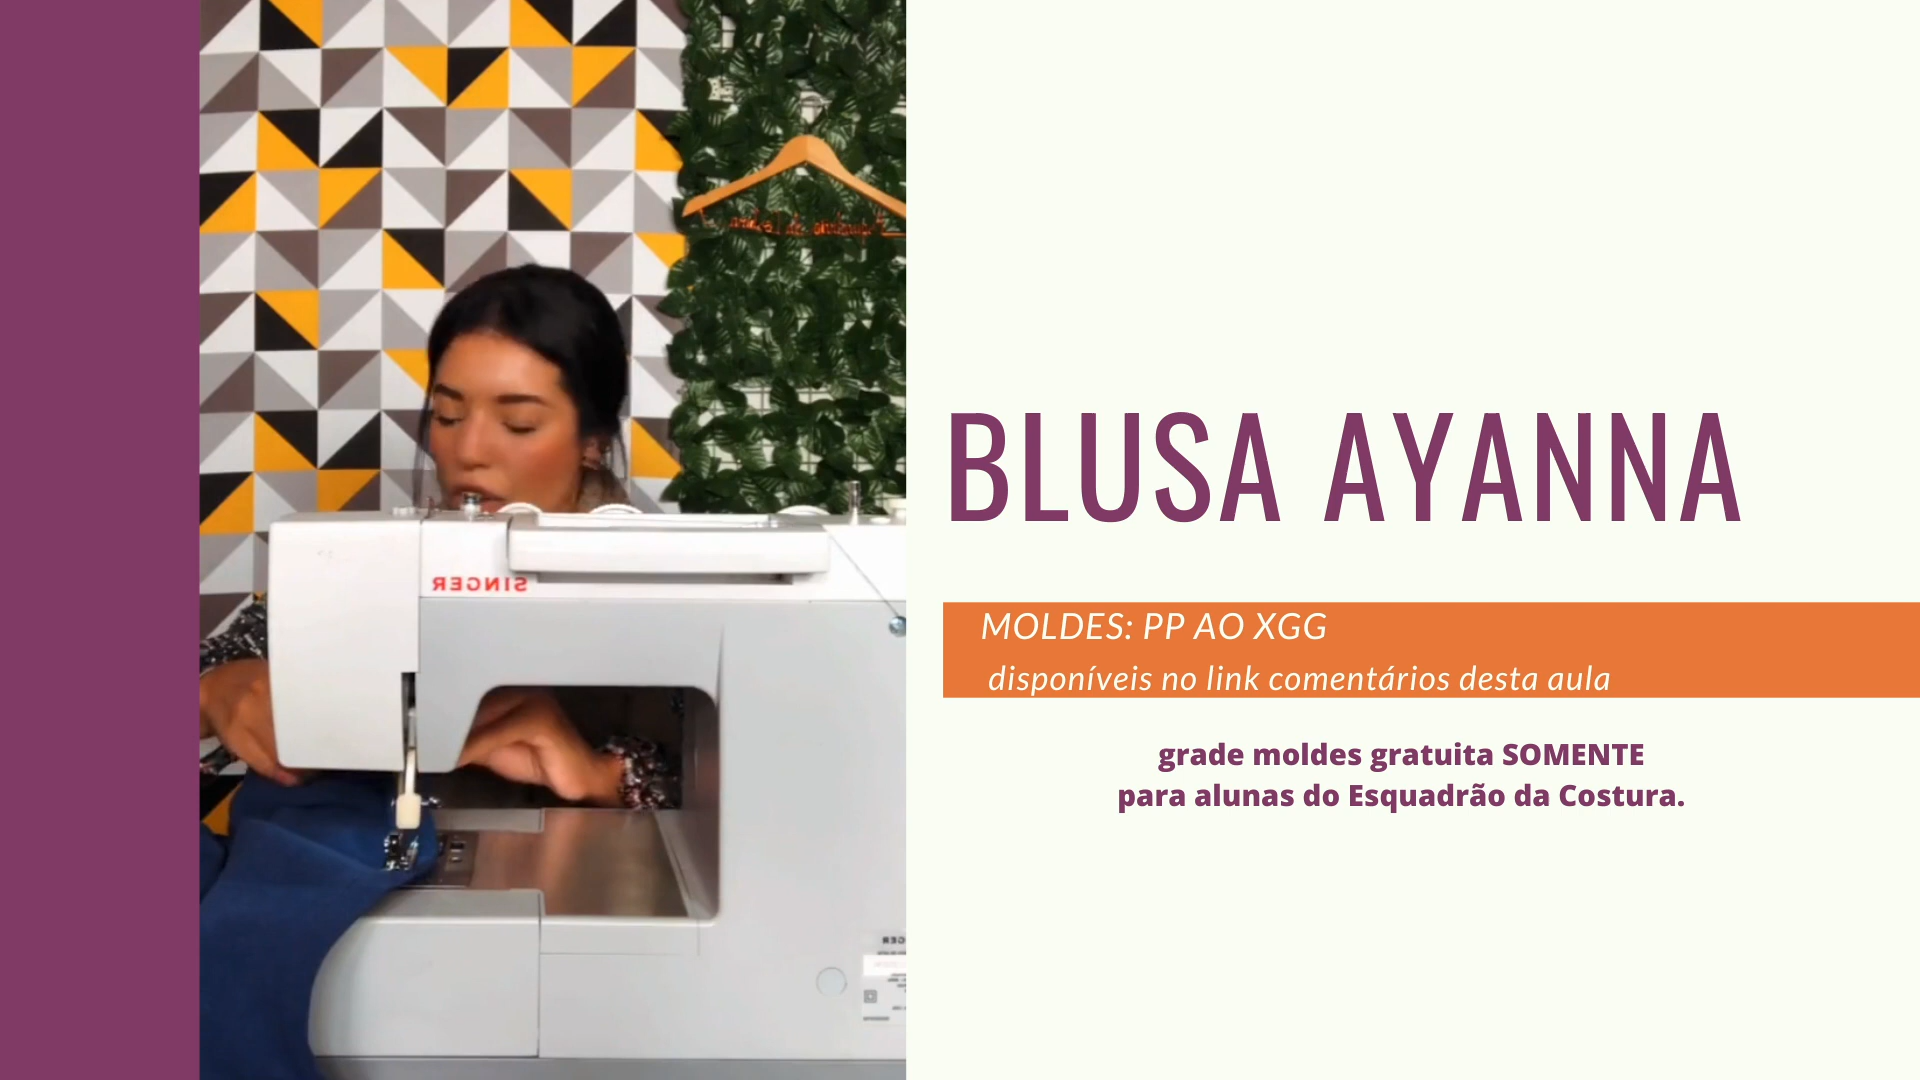 SINGER
BLUSA AYANNA
MOLDES: PP AO XGG
disponíveis no link comentários desta aula
grade moldes gratuita SOMENTE
para alunas do Esquadrão da Costura.